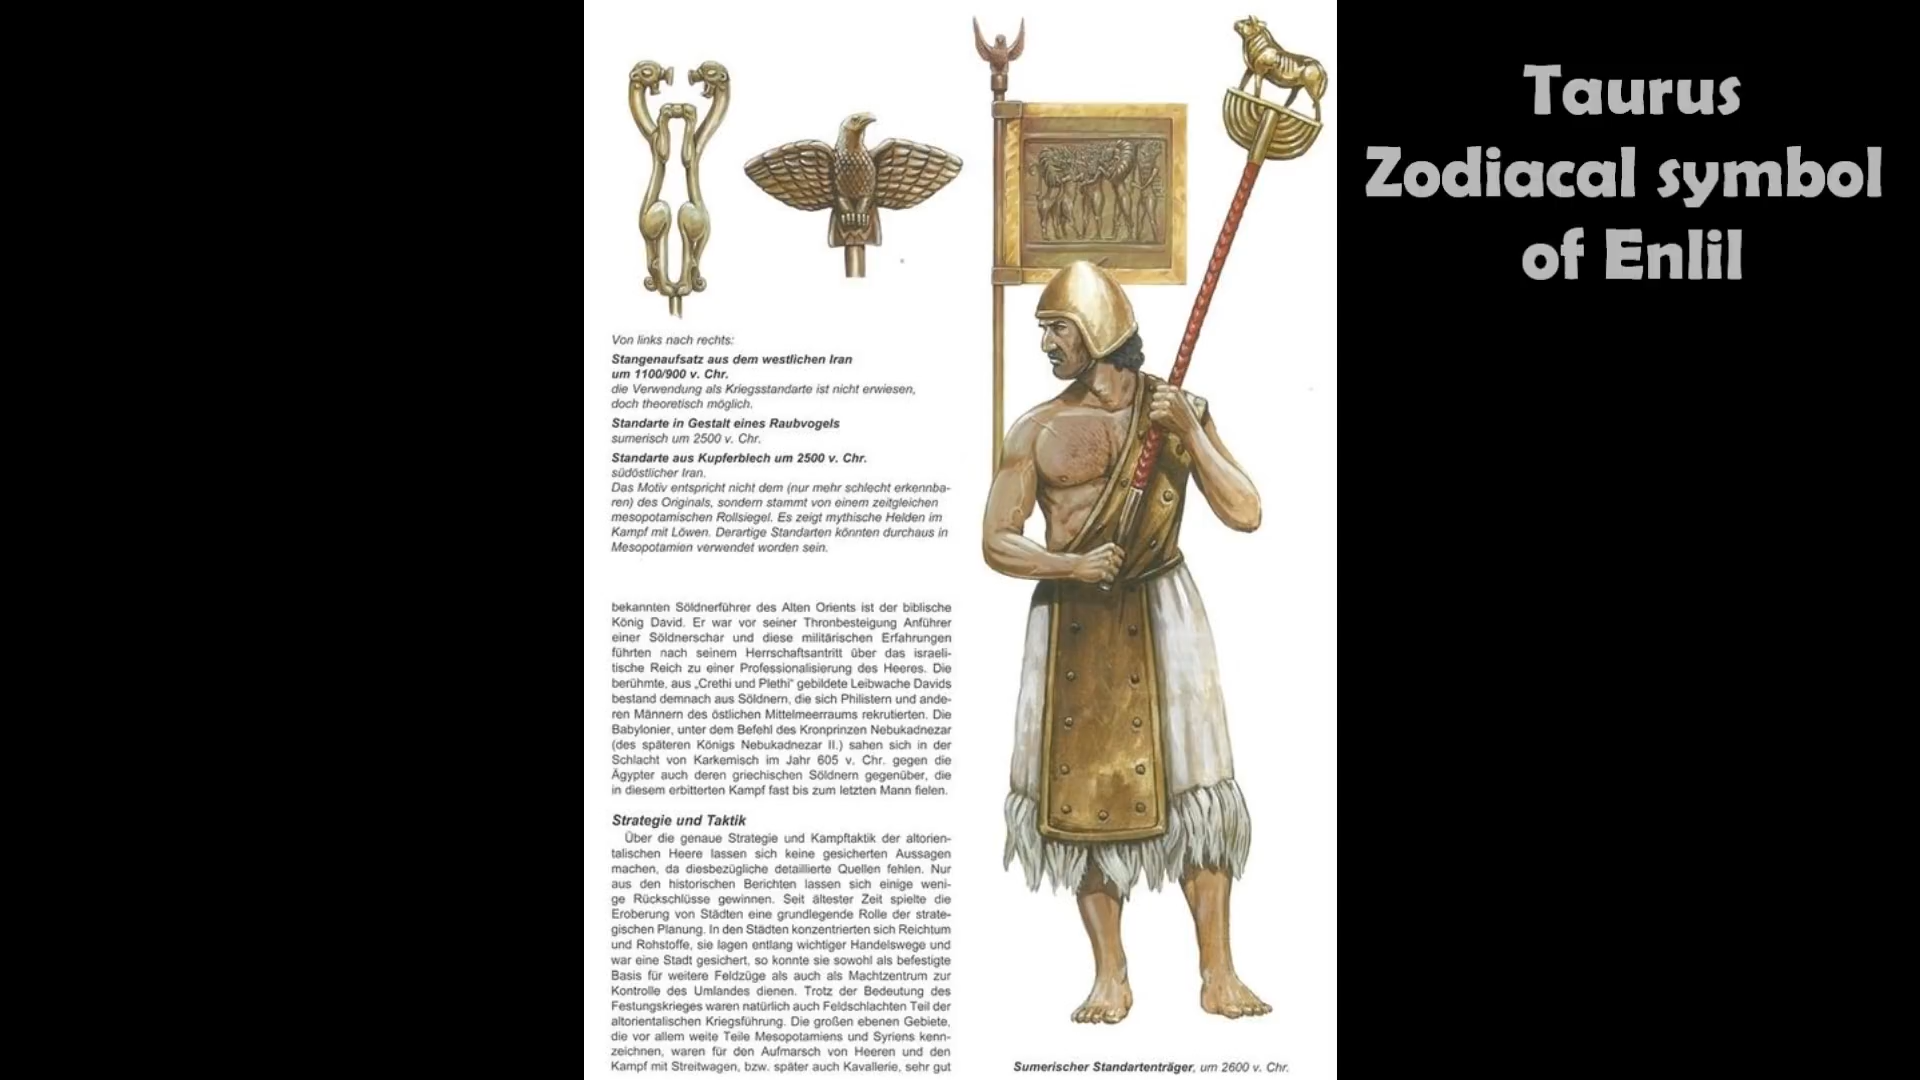 Taurus
Zodiacal symbol
of Enlil
Von links nach rechts:
Stangenaufsatz aus dem westlichen Iran
um 1100/900 v. Chr.
die Verwendung als Kriegsstandarte ist nicht erwiesen,
doch theoretisch möglich.
Standarte in Gestalt eines Raubvogels
sumerisch um 2500 v. Chr.
Standarte aus Kupferblech um 2500 v. Chr.
südöstlicher Iran.
Das Motiv entspricht nicht dem (nur mehr schlecht erkennba-
ren) des Originals, sondern stammt von einem zeitgleichen
mesopotamischen Rollsiegel. Es zeigt mythische Helden im
Kampf mit Löwen. Derartige Standarten könnten durchaus in
Mesopotamien verwendet worden sein.
bekannten Söldnerführer des Alten Orients ist der biblische
König David. Er war vor seiner Thronbesteigung Anführer
einer Söldnerschar und diese militärischen Erfahrungen
führten nach seinem Herrschaftsantritt über das israeli-
tische Reich zu einer Professionalisierung des Heeres. Die
berühmte, aus „Crethi und Plethi“ gebildete Leibwache Davids
bestand demnach aus Söldnern, die sich Philistern und ande-
ren Männern des östlichen Mittelmeerraums rekrutierten. Die
Babylonier, unter dem Befehl des Kronprinzen Nebukadnezar
(des späteren Königs Nebukadnezar II.) sahen sich in der
Schlacht von Karkemisch im Jahr 605 v. Chr. gegen die
Ägypter auch deren griechischen Söldnern gegenüber, die
in diesem erbitterten Kampf fast bis zum letzten Mann fielen.
Strategie und Taktik
Über die genaue Strategie und Kampftaktik der altorien-
talischen Heere lassen sich keine gesicherten Aussagen
machen, da diesbezügliche detaillierte Quellen fehlen. Nur
aus den historischen Berichten lassen sich einige weni-
ge Rückschlüsse gewinnen. Seit ältester Zeit spielte die
Eroberung von Städten eine grundlegende Rolle der strate-
gischen Planung. In den Städten konzentrierten sich Reichtum
und Rohstoffe, sie lagen entlang wichtiger Handelswege und
war eine Stadt gesichert, so konnte sie sowohl als befestigte
Basis für weitere Feldzüge als auch als Machtzentrum zur
Kontrolle des Umlandes dienen. Trotz der Bedeutung des
Festungskrieges waren natürlich auch Feldschlachten Teil der
altorientalischen Kriegsführung. Die großen ebenen Gebiete,
die vor allem weite Teile Mesopotamiens und Syriens kenn-
zeichnen, waren für den Aufmarsch von Heeren und den
Kampf mit Streitwagen, bzw. später auch Kavallerie, sehr gut
Sumerischer Standartenträger, um 2600 v. Chr.